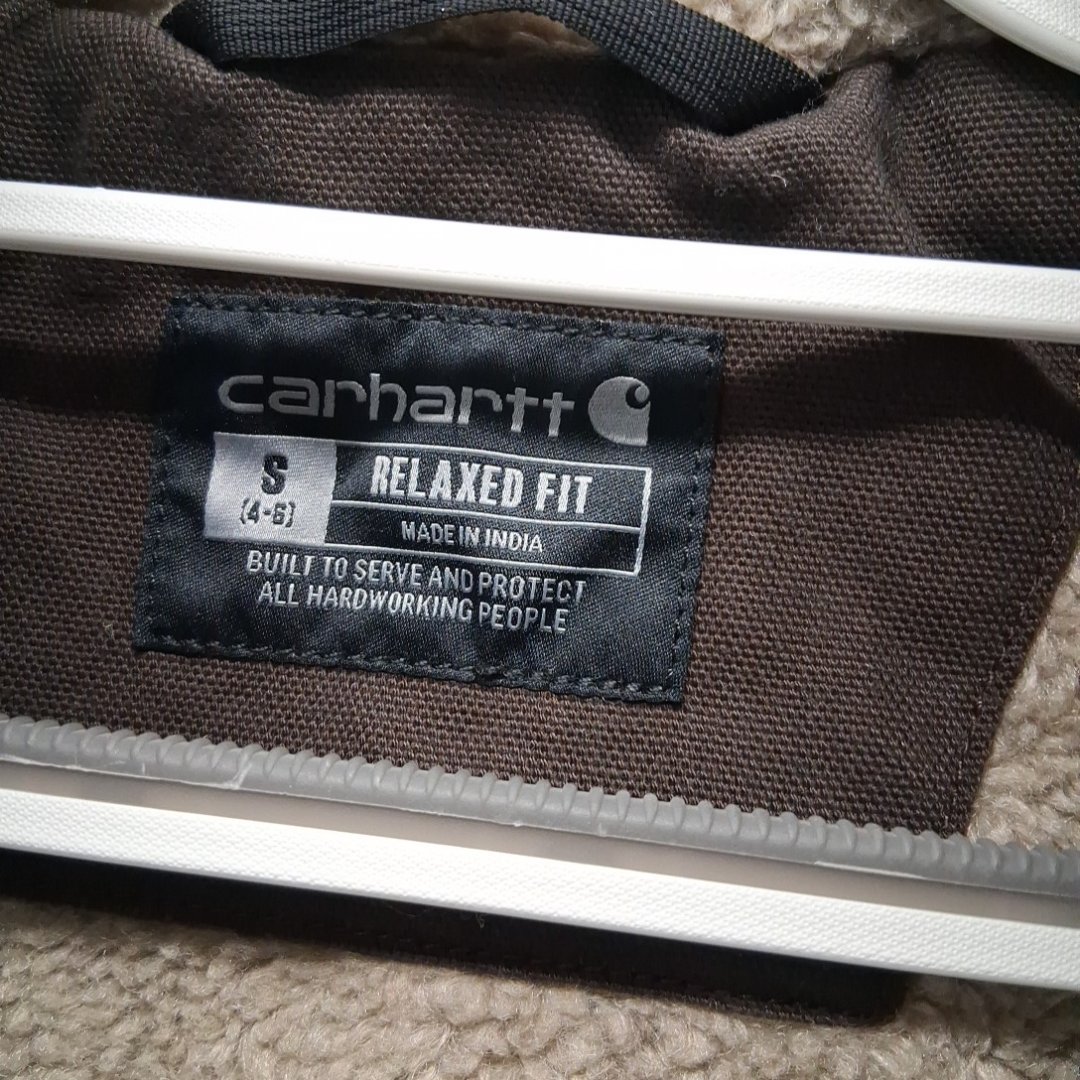 carhartt
S
(4-6)
RELAXED FIT
MADE IN INDIA
BUILT TO SERVE AND PROTECT
ALL HARDWORKING PEOPLE